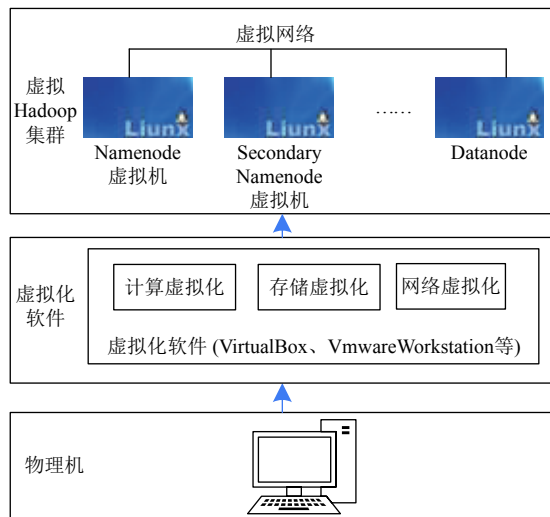 虚拟网络
虚拟
Hadoop
集群
Liunx
Liunx
……
Liunx
Namenode
虚拟机
Secondary
Namenode
虚拟机
Datanode
虚拟化
软件
计算虚拟化
存储虚拟化
网络虚拟化
虚拟化软件 (VirtualBox、VmwareWorkstation等)
物理机